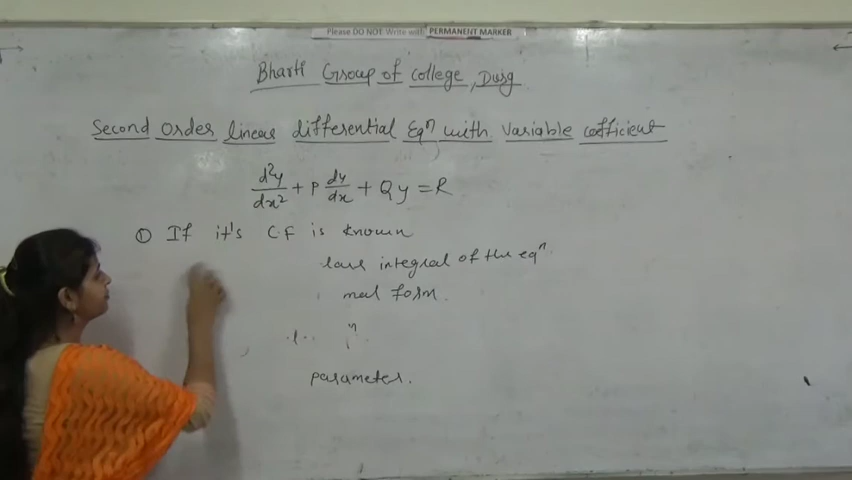 Please DO NOT Write with PERMANENT MARKER
Bharti Group of College, Durg
Second Order linear differential Eqⁿ with Variable coefficient
d²y/dx² + P dy/dx + Qy = R
① If it's CF is known
integral of the eqⁿ
form.
parameter.